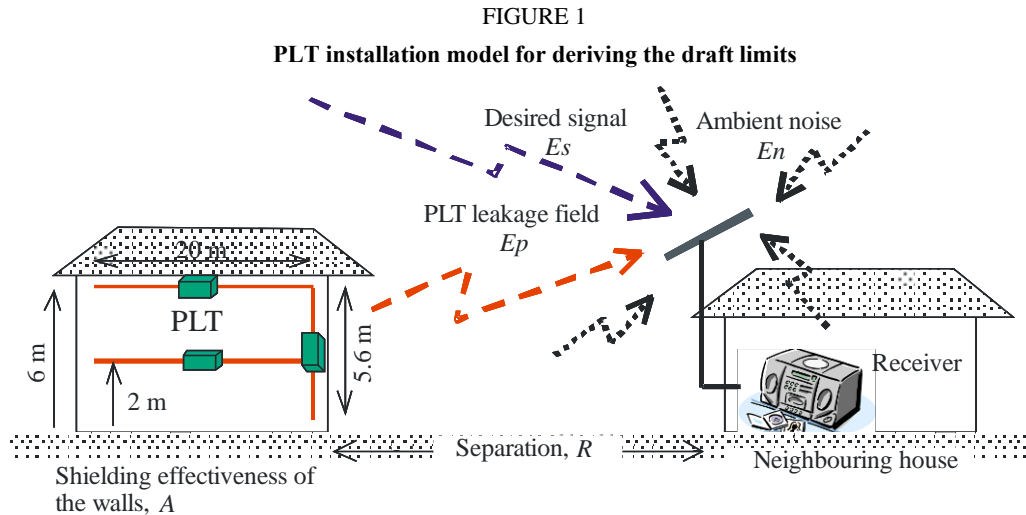 FIGURE 1
PLT installation model for deriving the draft limits
Desired signal
Es
Ambient noise
En
PLT leakage field
Ep
20 m
PLT
6 m
5.6 m
2 m
Receiver
Separation, R
Neighbouring house
Shielding effectiveness of
the walls, A